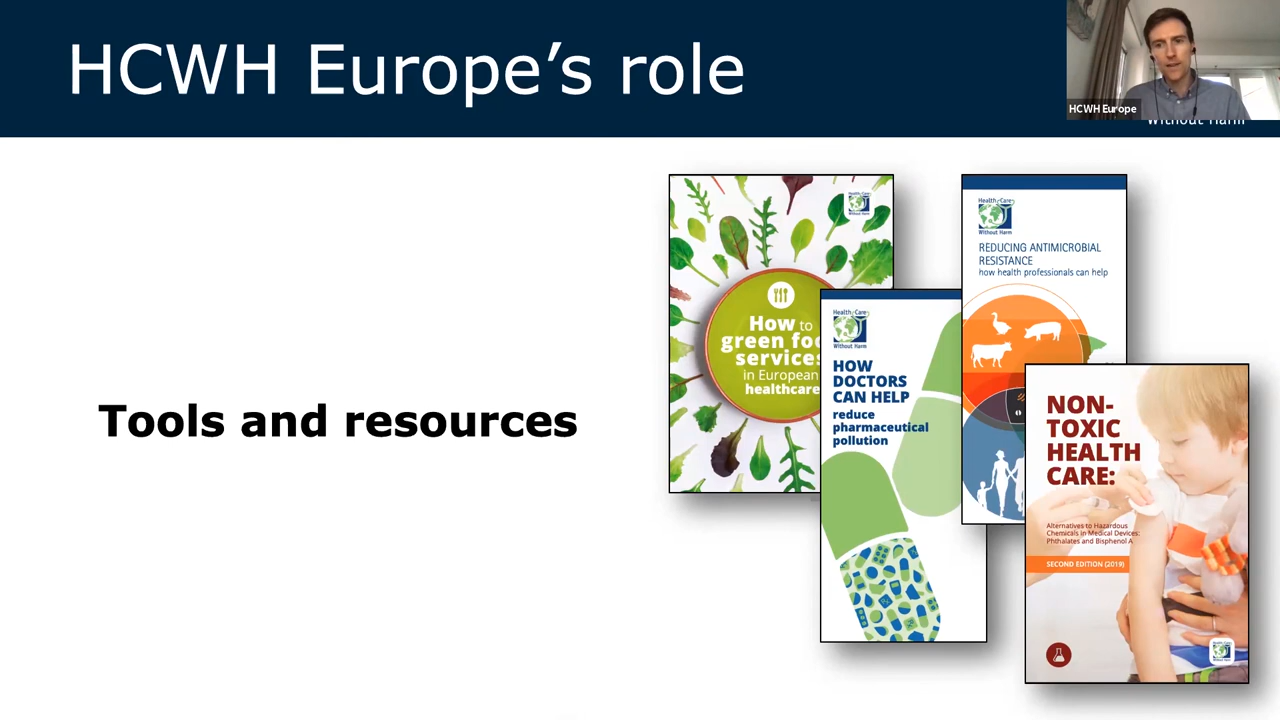 HCWH Europe’s role
HCWH Europe
Without Harm
Tools and resources
Health Care
How to
green foo
services
in European
healthcare
Health Care
Without Harm
HOW
DOCTORS
CAN HELP
reduce
pharmaceutical
pollution
Health Care
Without Harm
REDUCING ANTIMICROBIAL
RESISTANCE
how health professionals can help
NON-
TOXIC
HEALTH
CARE:
Alternatives to Hazardous
Chemicals in Medical Devices:
Phthalates and Bisphenol A
SECOND EDITION (2019)
Health Care